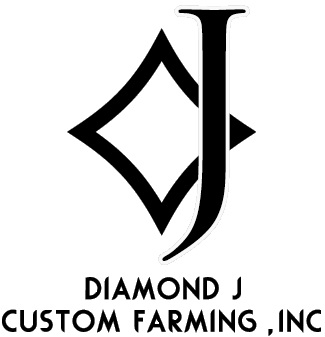 J
DIAMOND J
CUSTOM FARMING ,INC